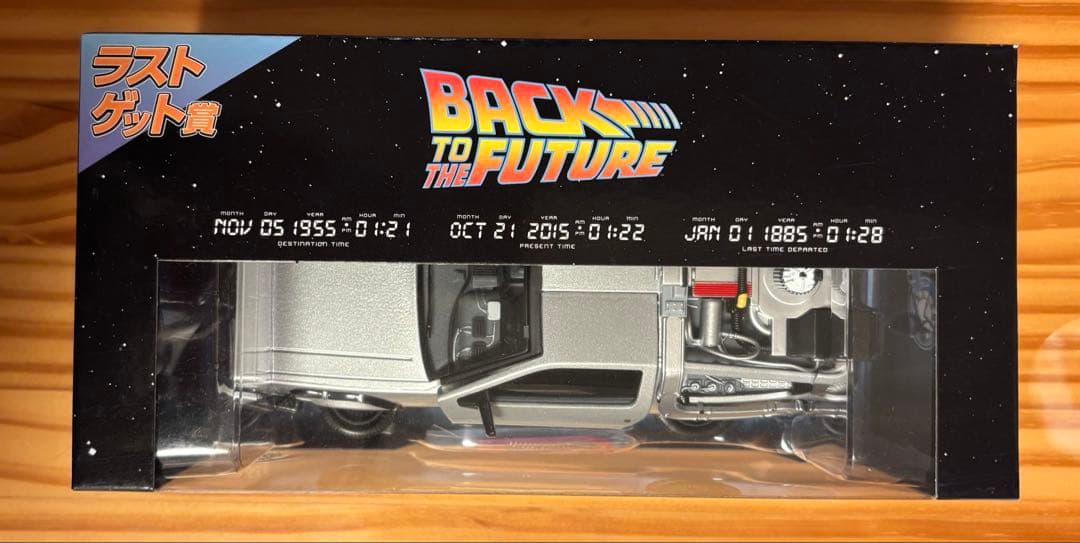 ラスト
ゲット賞
BACK
TO THE FUTURE
MONTH DAY YEAR AM PM HOUR MIN
NOV 05 1955 01:21
DESTINATION TIME
MONTH DAY YEAR AM PM HOUR MIN
OCT 21 2015 01:22
PRESENT TIME
MONTH DAY YEAR AM PM HOUR MIN
JAN 01 1885 01:28
LAST TIME DEPARTED